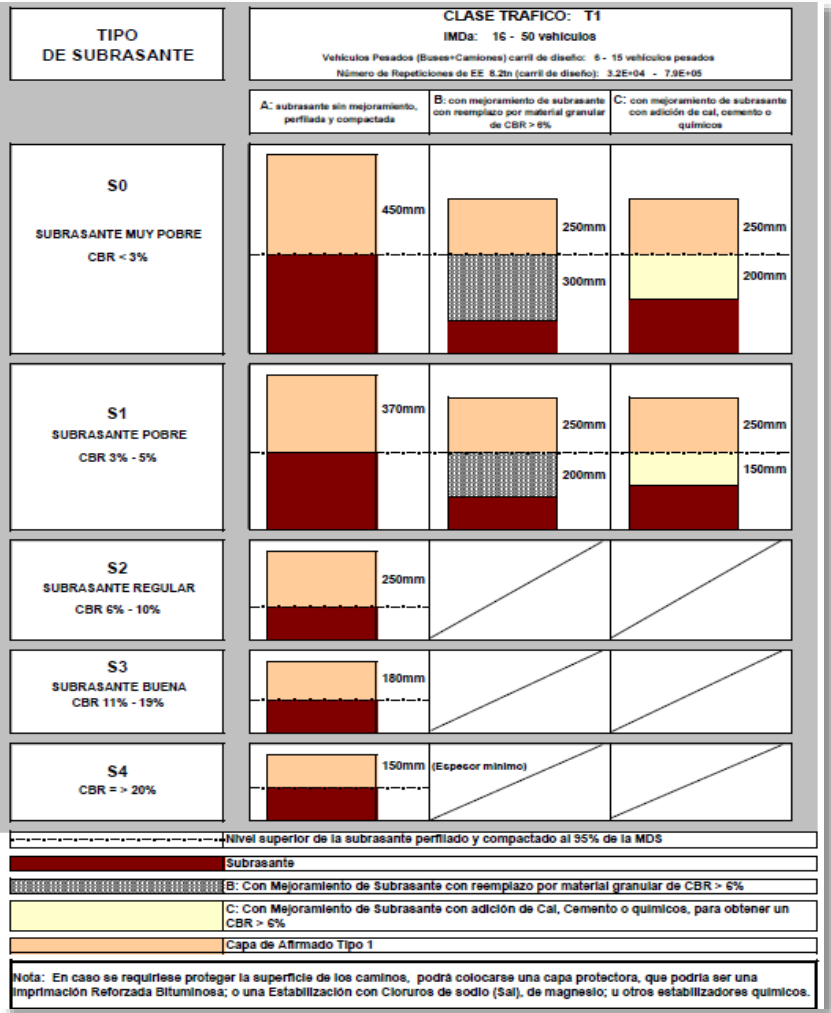 TIPO
DE SUBRASANTE
CLASE TRAFICO: T1
IMDa: 16 - 50 vehículos
Vehículos Pesados (Buses+Camiones) carril de diseño: 6 - 15 vehículos pesados
Número de Repeticiones de EE 8.2tn (carril de diseño): 3.2E+04 - 7.9E+05
A: subrasante sin mejoramiento,
perfilada y compactada
B: con mejoramiento de subrasante
con reemplazo por material granular
de CBR > 6%
C: con mejoramiento de subrasante
con adición de cal, cemento o
químicos
S0
SUBRASANTE MUY POBRE
CBR < 3%
450mm
250mm
300mm
250mm
200mm
S1
SUBRASANTE POBRE
CBR 3% - 5%
370mm
250mm
200mm
250mm
150mm
S2
SUBRASANTE REGULAR
CBR 6% - 10%
250mm
S3
SUBRASANTE BUENA
CBR 11% - 19%
180mm
S4
CBR = > 20%
150mm (Espesor mínimo)
Nivel superior de la subrasante perfilado y compactado al 95% de la MDS
Subrasante
B: Con Mejoramiento de Subrasante con reemplazo por material granular de CBR > 6%
C: Con Mejoramiento de Subrasante con adición de Cal, Cemento o químicos, para obtener un
CBR > 6%
Capa de Afirmado Tipo 1
Nota: En caso se requiriese proteger la superficie de los caminos, podrá colocarse una capa protectora, que podría ser una
Imprimación Reforzada Bituminosa; o una Estabilización con Cloruros de sodio (Sal), de magnesio; u otros estabilizadores químicos.